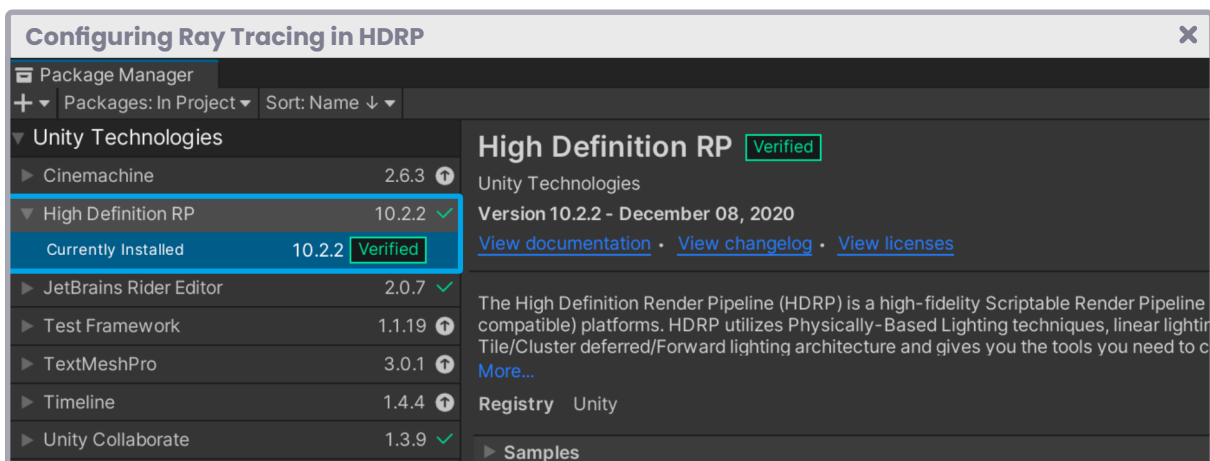 Configuring Ray Tracing in HDRP
Package Manager
Packages: In Project Sort: Name ↓
Unity Technologies
Cinemachine 2.6.3
High Definition RP 10.2.2
Currently Installed 10.2.2 Verified
JetBrains Rider Editor 2.0.7
Test Framework 1.1.19
TextMeshPro 3.0.1
Timeline 1.4.4
Unity Collaborate 1.3.9
High Definition RP Verified
Unity Technologies
Version 10.2.2 - December 08, 2020
View documentation • View changelog • View licenses
The High Definition Render Pipeline (HDRP) is a high-fidelity Scriptable Render Pipeline
compatible) platforms. HDRP utilizes Physically-Based Lighting techniques, linear lightin
Tile/Cluster deferred/Forward lighting architecture and gives you the tools you need to c
More...
Registry Unity
Samples